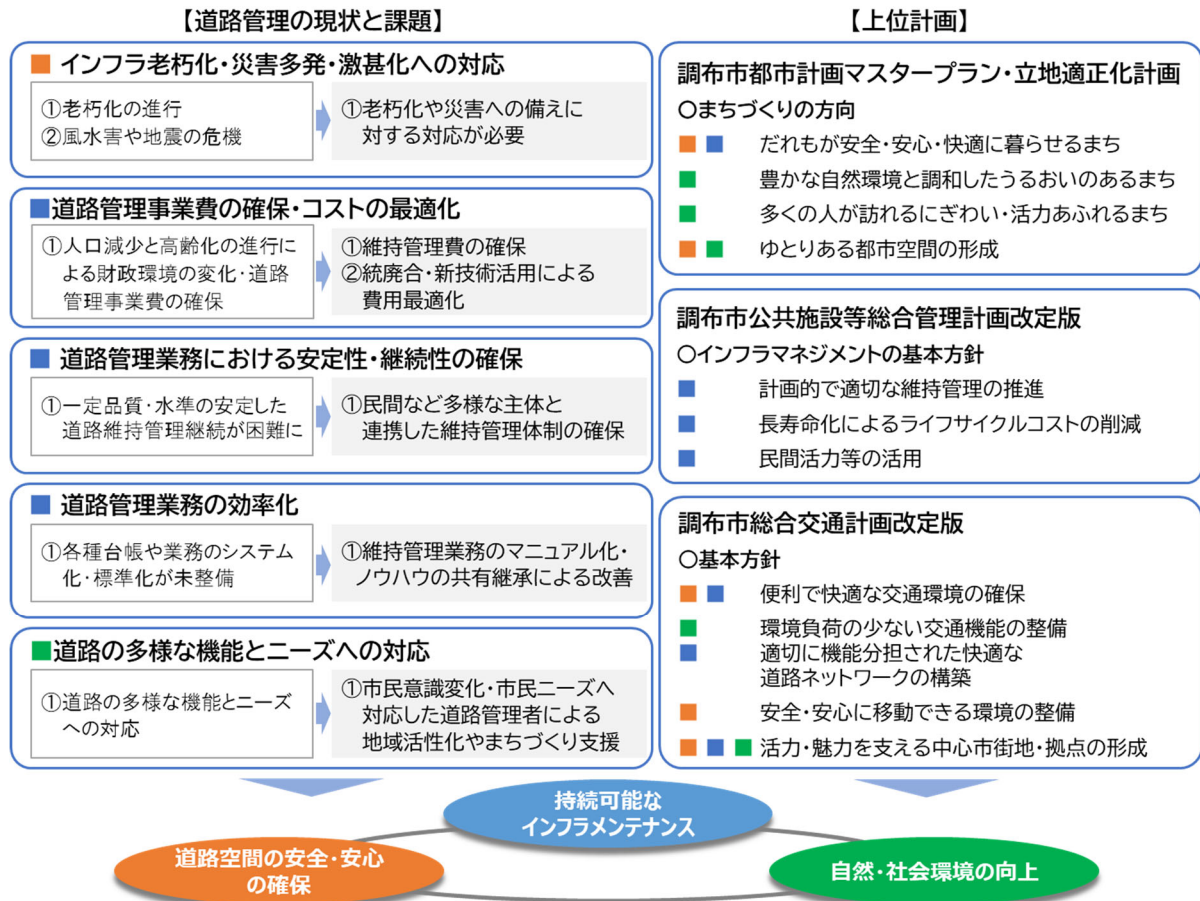 【道路管理の現状と課題】
■ インフラ老朽化・災害多発・激甚化への対応
①老朽化の進行
②風水害や地震の危機
①老朽化や災害への備えに
対する対応が必要
■道路管理事業費の確保・コストの最適化
①人口減少と高齢化の進行に
よる財政環境の変化・道路
管理事業費の確保
①維持管理費の確保
②統廃合・新技術活用による
費用最適化
■ 道路管理業務における安定性・継続性の確保
①一定品質・水準の安定した
道路維持管理継続が困難に
①民間など多様な主体と
連携した維持管理体制の確保
■ 道路管理業務の効率化
①各種台帳や業務のシステム
化・標準化が未整備
①維持管理業務のマニュアル化・
ノウハウの共有継承による改善
■道路の多様な機能とニーズへの対応
①道路の多様な機能とニーズ
への対応
①市民意識変化・市民ニーズへ
対応した道路管理者による
地域活性化やまちづくり支援
【上位計画】
調布市都市計画マスタープラン・立地適正化計画
○まちづくりの方向
■ ■ だれもが安全・安心・快適に暮らせるまち
■ 豊かな自然環境と調和したうるおいのあるまち
■ 多くの人が訪れるにぎわい・活力あふれるまち
■ ■ ゆとりある都市空間の形成
調布市公共施設等総合管理計画改定版
○インフラマネジメントの基本方針
■ 計画的で適切な維持管理の推進
■ 長寿命化によるライフサイクルコストの削減
■ 民間活力等の活用
調布市総合交通計画改定版
○基本方針
■ ■ 便利で快適な交通環境の確保
■ 環境負荷の少ない交通機能の整備
■ 適切に機能分担された快適な
道路ネットワークの構築
■ 安全・安心に移動できる環境の整備
■ ■ ■ 活力・魅力を支える中心市街地・拠点の形成
持続可能な
インフラメンテナンス
道路空間の安全・安心
の確保
自然・社会環境の向上